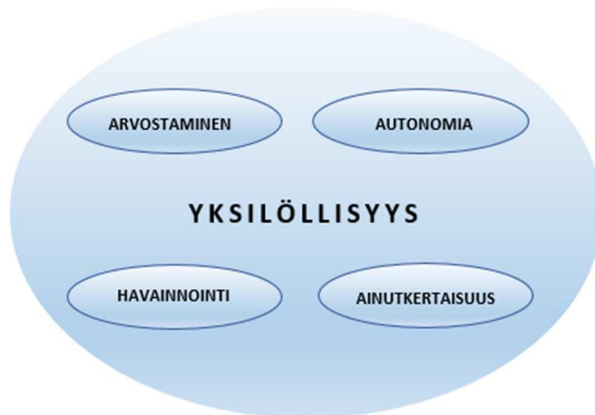 ARVOSTAMINEN
AUTONOMIA
YKSILÖLLISYYS
HAVAINNOINTI
AINUTKERTAISUUS